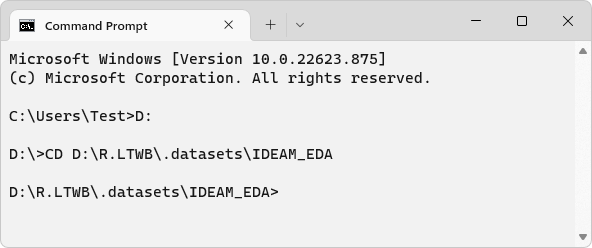 Command Prompt
Microsoft Windows [Version 10.0.22623.875]
(c) Microsoft Corporation. All rights reserved.
C:\Users\Test>D:
D:\>CD D:\R.LTWB\.datasets\IDEAM_EDA
D:\R.LTWB\.datasets\IDEAM_EDA>